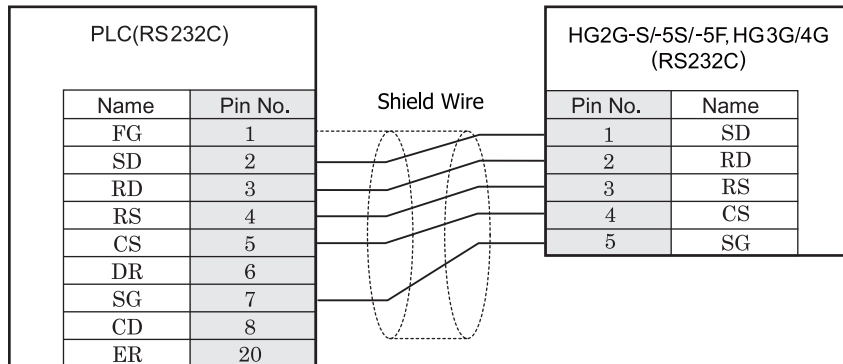 PLC(RS232C)
Name Pin No.
FG 1
SD 2
RD 3
RS 4
CS 5
DR 6
SG 7
CD 8
ER 20
Shield Wire
HG2G-S/-5S/-5F, HG3G/4G
(RS232C)
Pin No. Name
1 SD
2 RD
3 RS
4 CS
5 SG